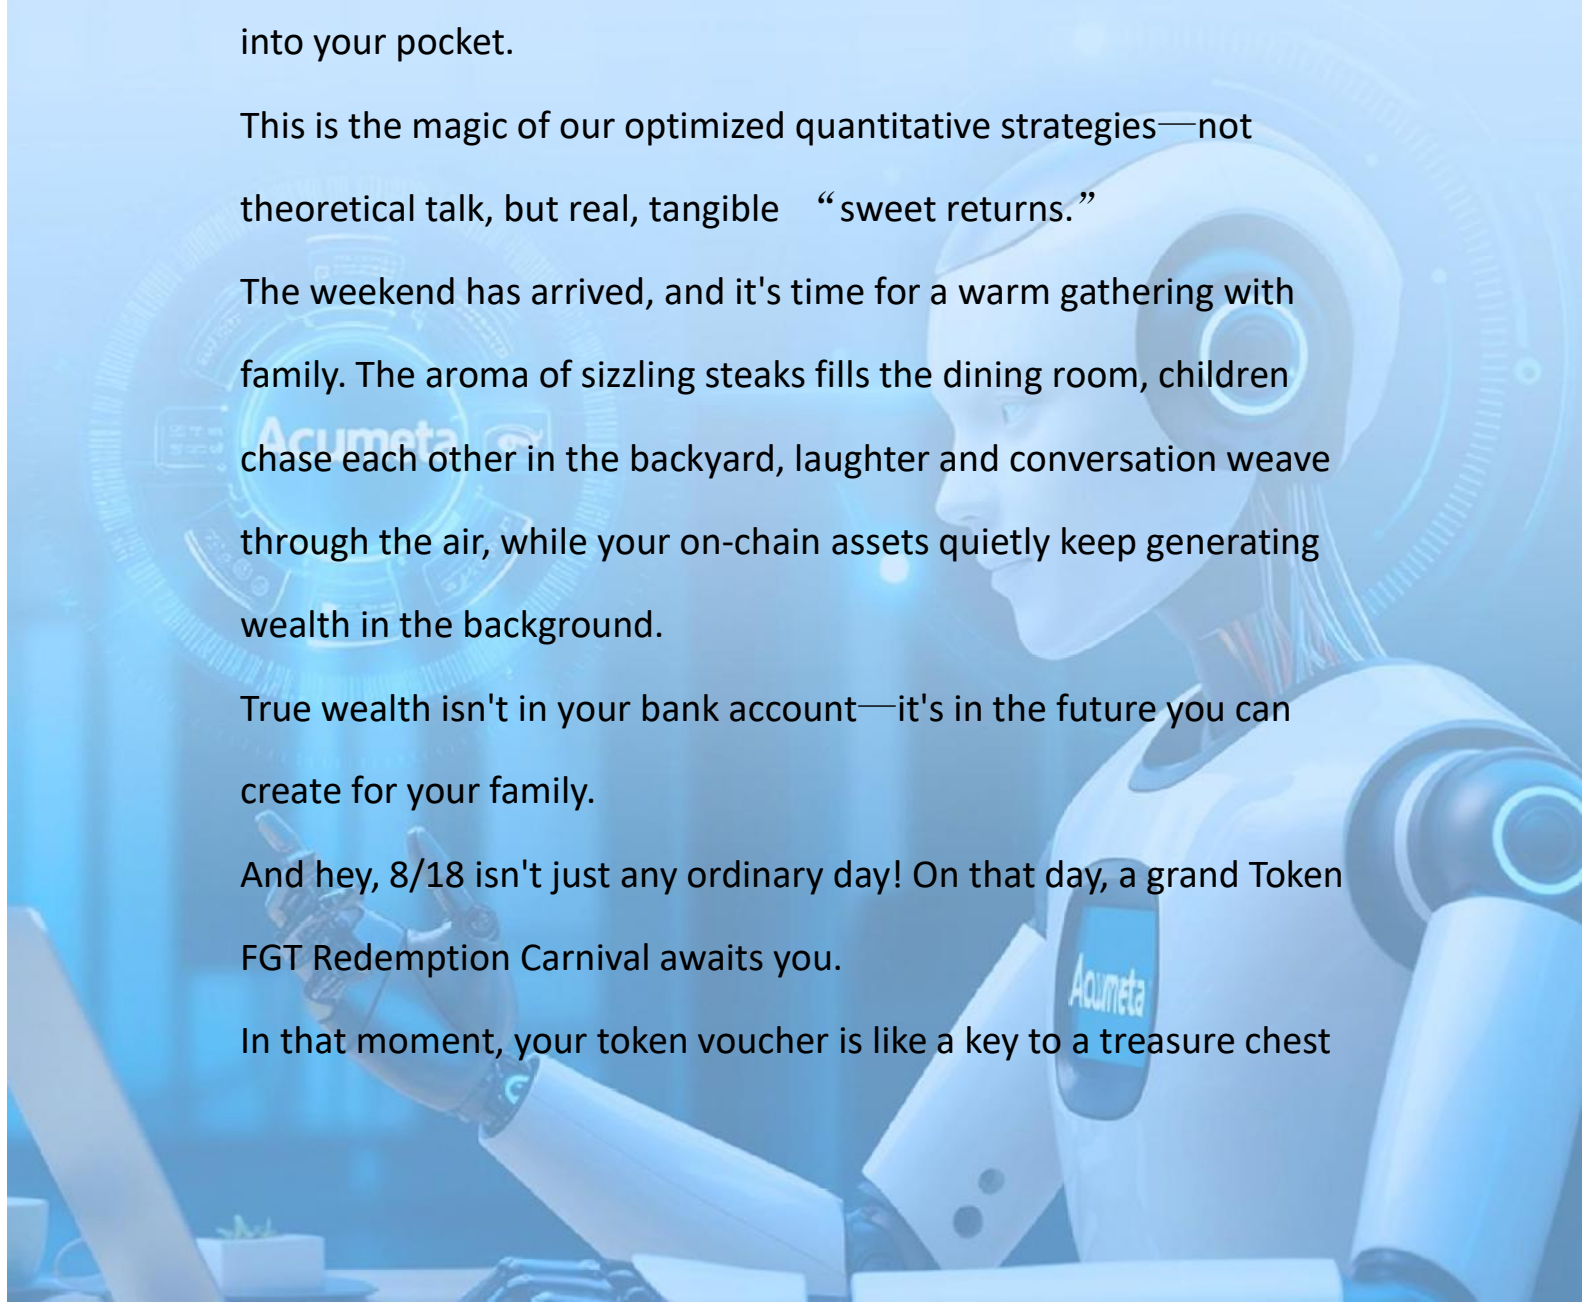 into your pocket.
This is the magic of our optimized quantitative strategies—not
theoretical talk, but real, tangible “sweet returns.”
The weekend has arrived, and it's time for a warm gathering with
family. The aroma of sizzling steaks fills the dining room, children
Acumeta
chase each other in the backyard, laughter and conversation weave
through the air, while your on-chain assets quietly keep generating
wealth in the background.
True wealth isn't in your bank account—it's in the future you can
create for your family.
And hey, 8/18 isn't just any ordinary day! On that day, a grand Token
FGT Redemption Carnival awaits you.
Acumeta
In that moment, your token voucher is like a key to a treasure chest